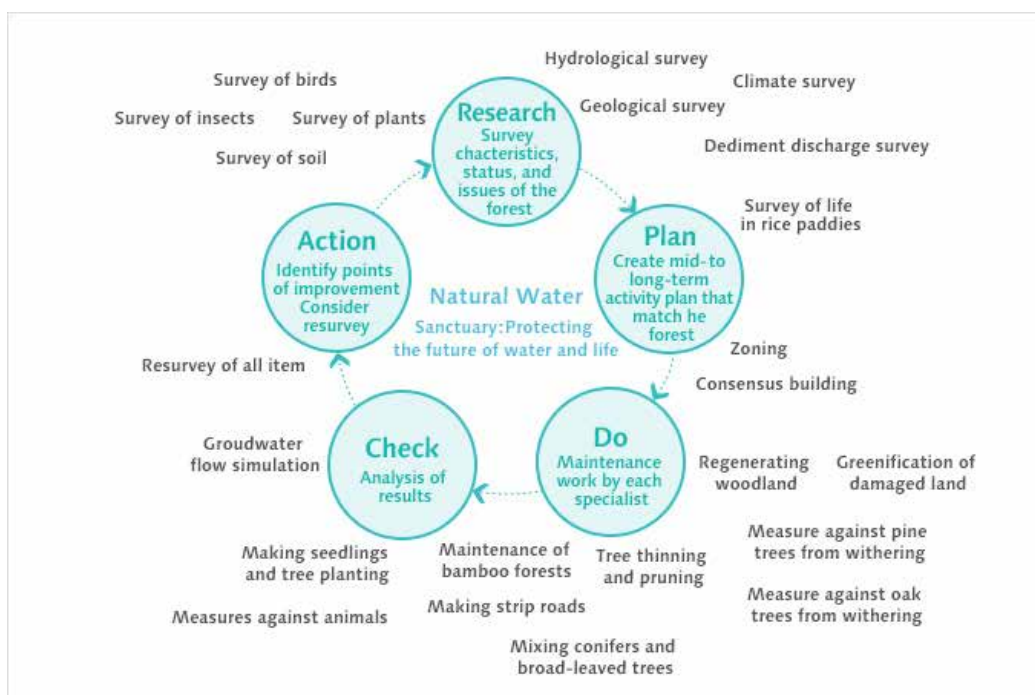 Hydrological survey
Survey of birds
Climate survey
Geological survey
Survey of insects
Survey of plants
Survey of soil
Dediment discharge survey
Research
Survey
chacteristics,
status, and
issues of the
forest
Survey of life
in rice paddies
Plan
Create mid-to
long-term
activity plan that
match he
forest
Zoning
Consensus building
Action
Identify points
of improvement
Consider
resurvey
Natural Water
Sanctuary:Protecting
the future of water and life
Resurvey of all item
Do
Maintenance
work by each
specialist
Regenerating
woodland
Greenification of
damaged land
Measure against pine
trees from withering
Measure against oak
trees from withering
Check
Analysis of
results
Groudwater
flow simulation
Making seedlings
and tree planting
Maintenance of
bamboo forests
Tree thinning
and pruning
Measures against animals
Making strip roads
Mixing conifers and
broad-leaved trees